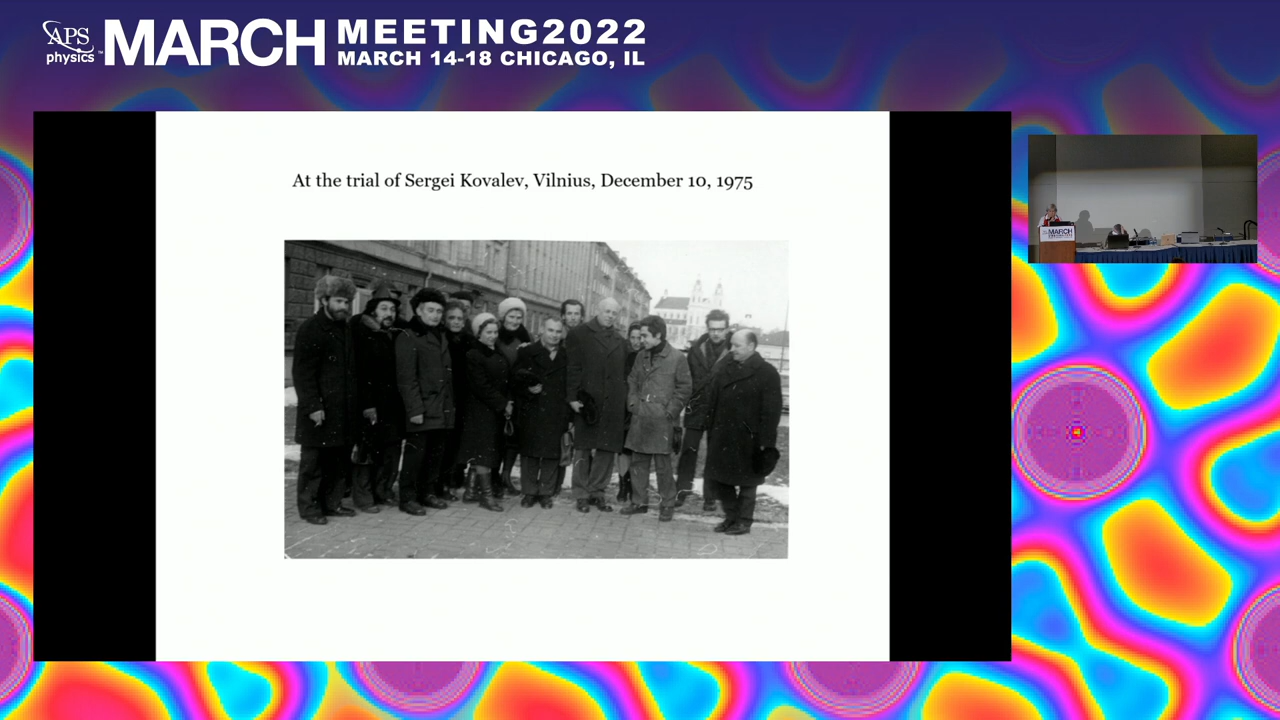 APS
physics
MARCH
MEETING2022
MARCH 14-18 CHICAGO, IL
At the trial of Sergei Kovalev, Vilnius, December 10, 1975
MARCH